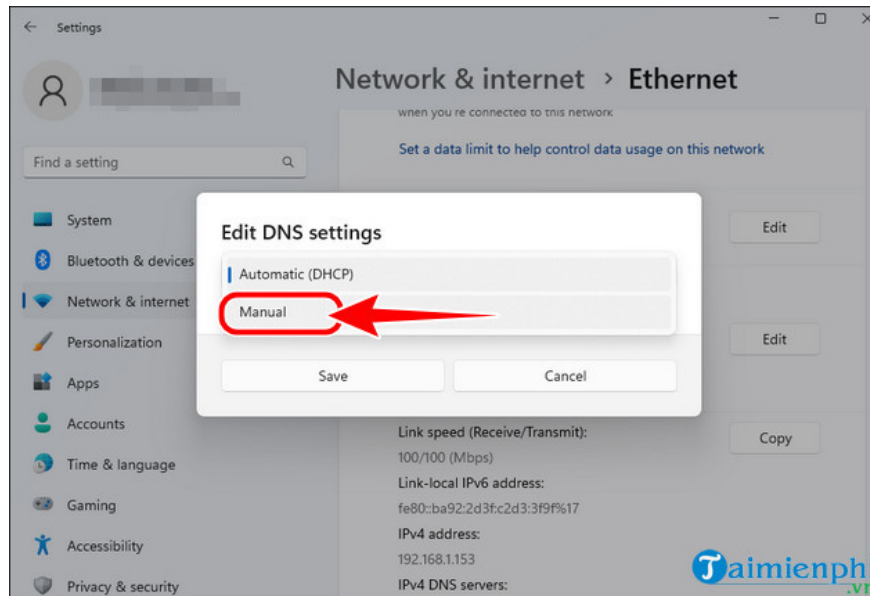 Settings
Network & internet > Ethernet
when you're connected to this network
Find a setting
Set a data limit to help control data usage on this network
System
Bluetooth & devices
Network & internet
Personalization
Apps
Accounts
Time & language
Gaming
Accessibility
Privacy & security
Edit DNS settings
Automatic (DHCP)
Manual
Save
Cancel
Edit
Edit
Link speed (Receive/Transmit):
Copy
100/100 (Mbps)
Link-local IPv6 address:
fe80::ba92:2d3f:c2d3:3f9f%17
IPv4 address:
192.168.1.153
IPv4 DNS servers:
Taimienph
.vn